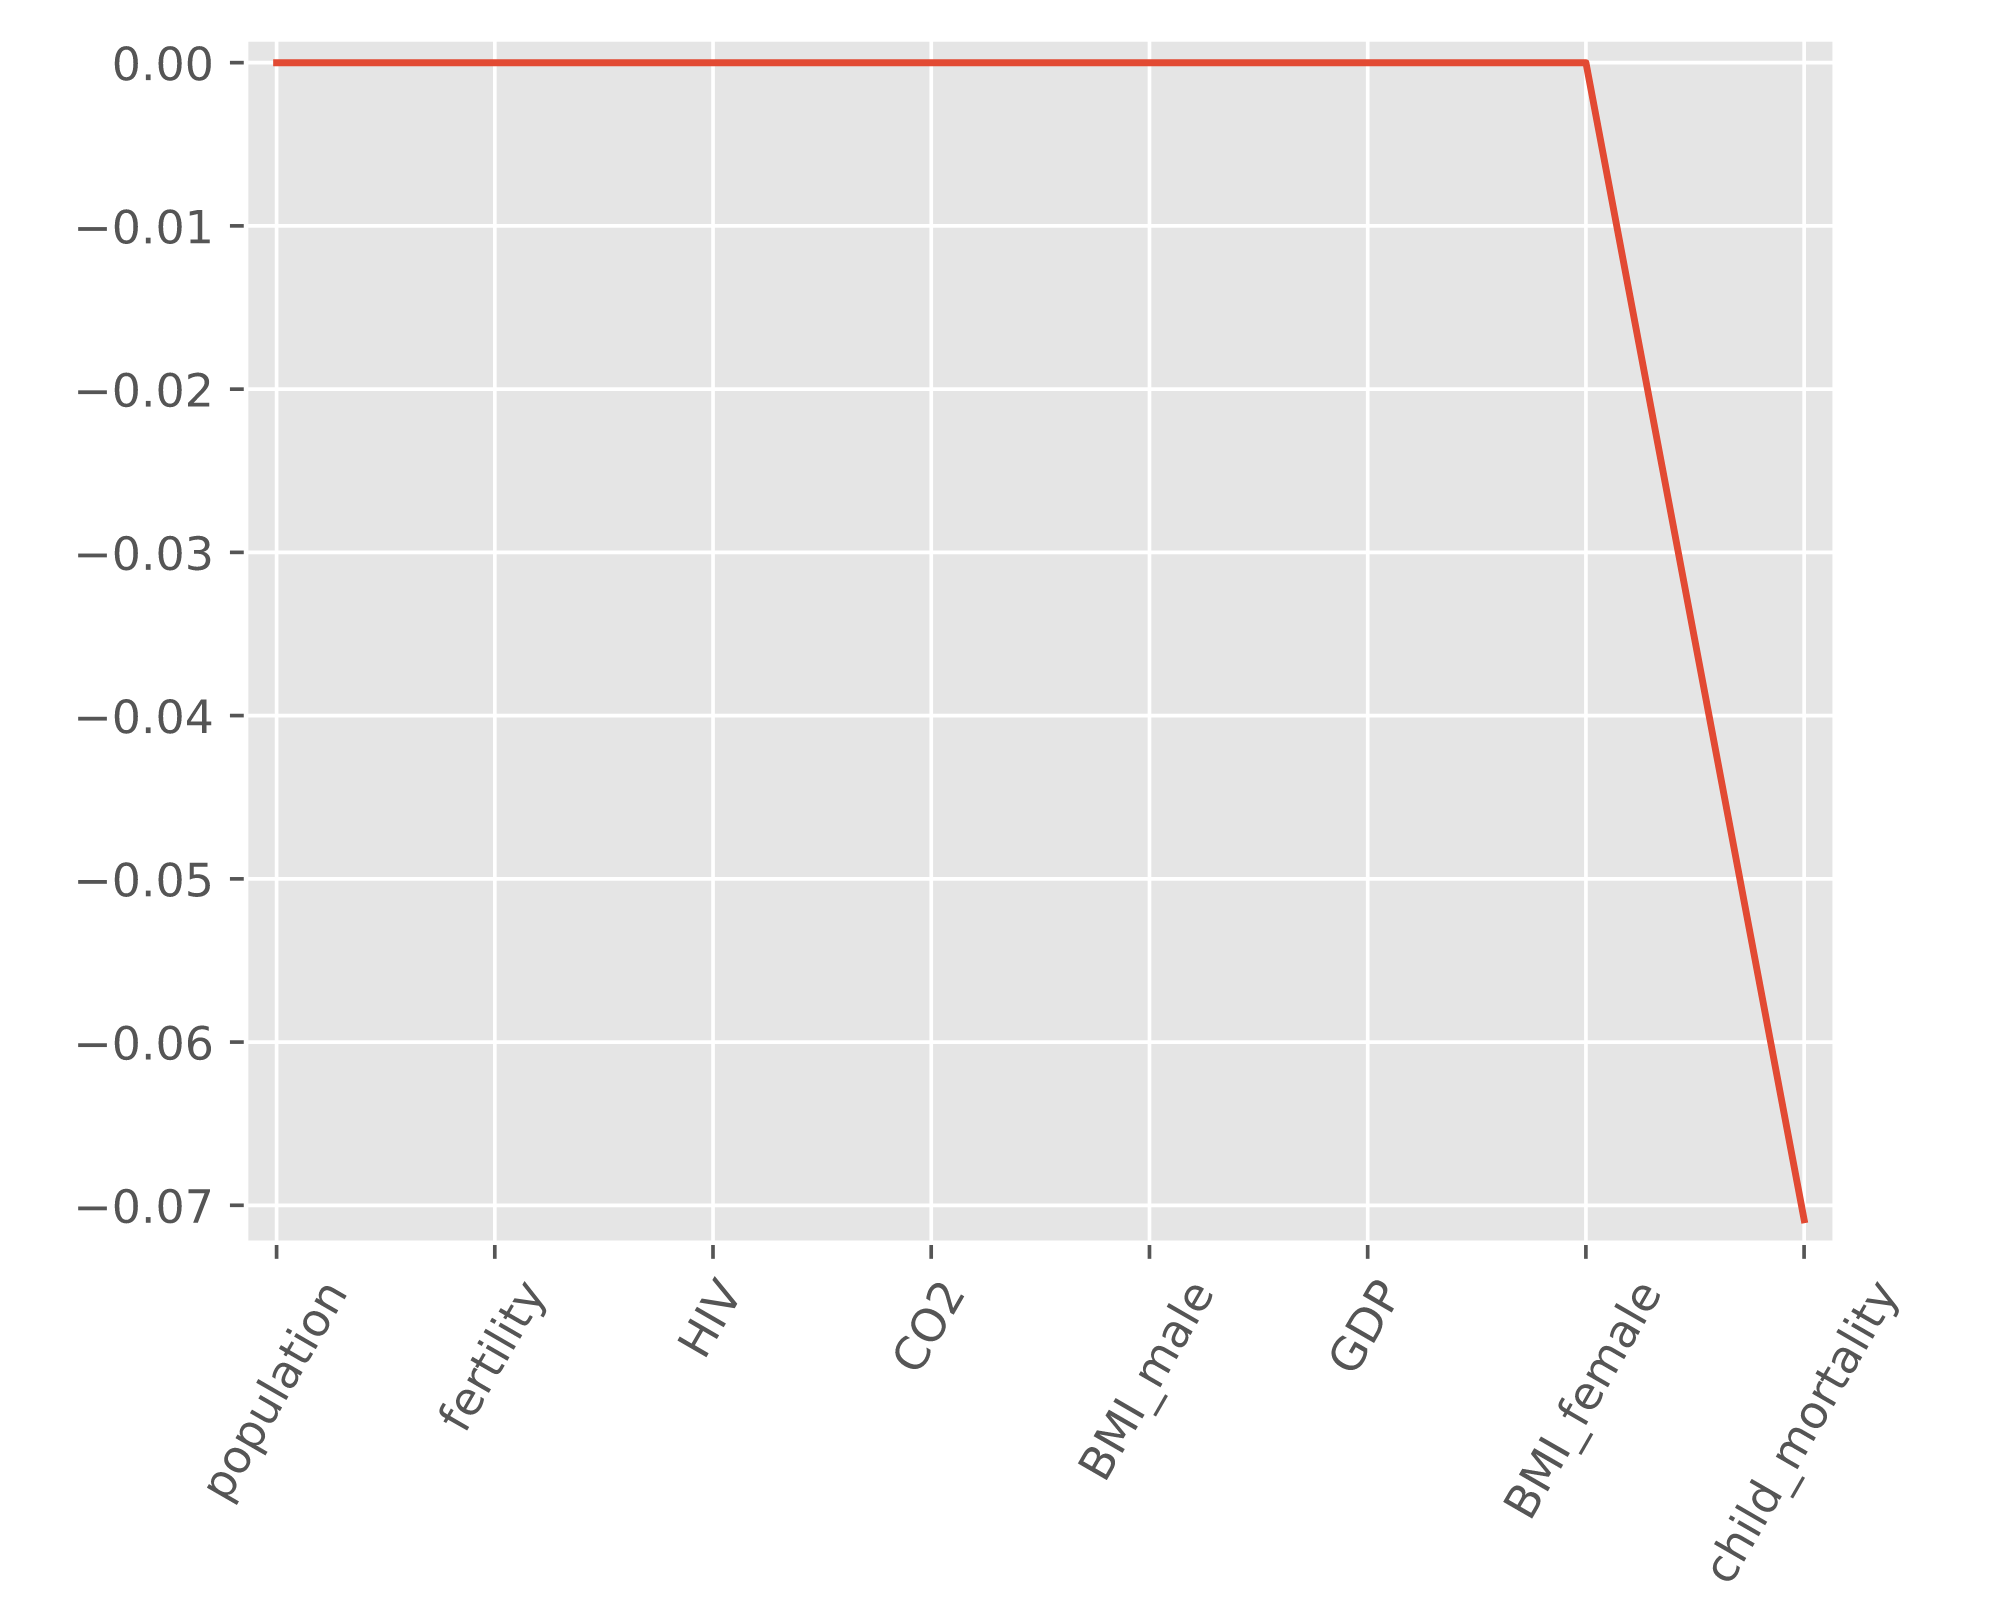 0.00
−0.01
−0.02
−0.03
−0.04
−0.05
−0.06
−0.07
population
fertility
HIV
CO2
BMI_male
GDP
BMI_female
child_mortality